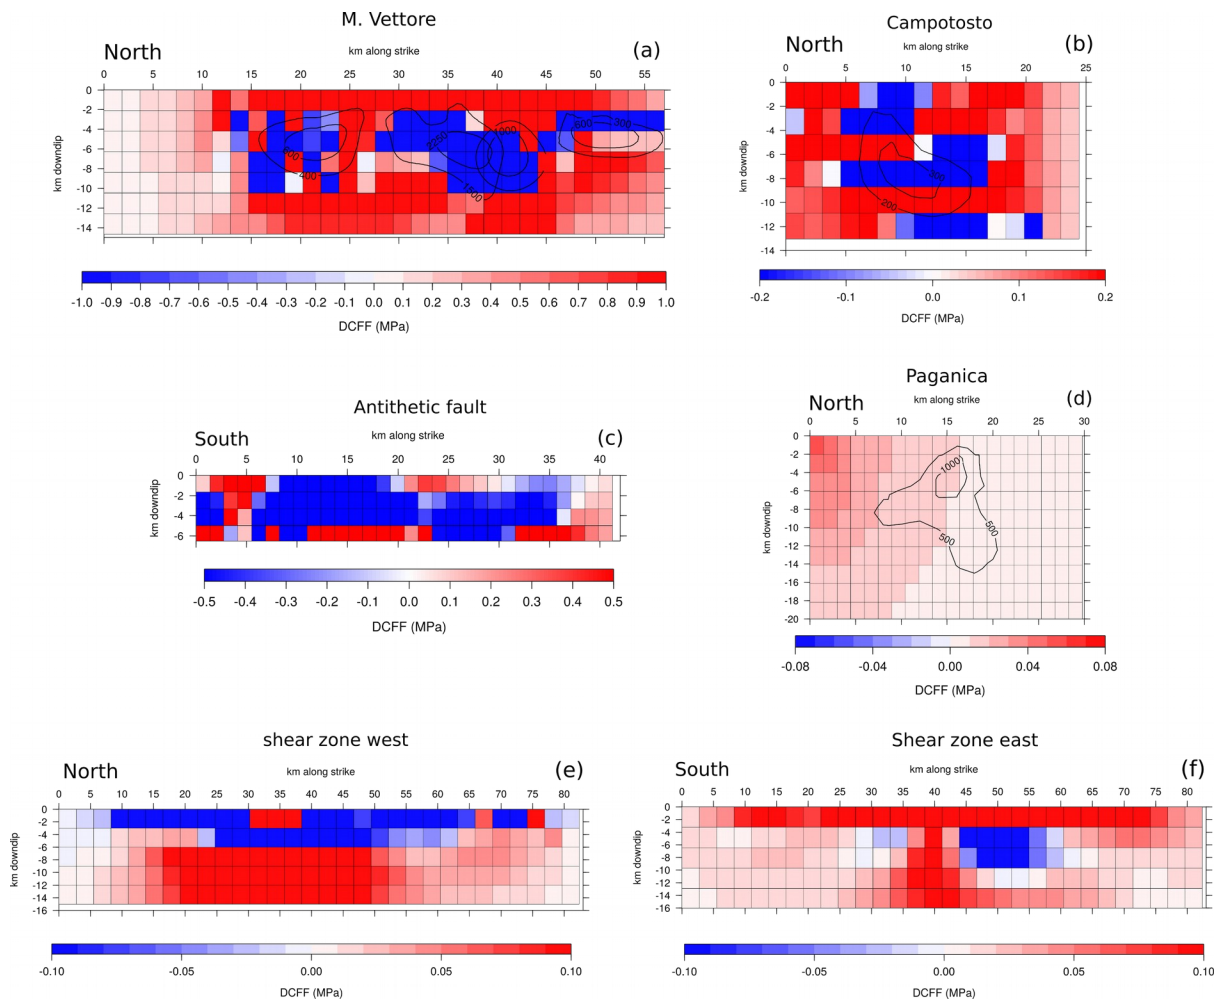 M. Vettore
km along strike
North
(a)
0 5 10 15 20 25 30 35 40 45 50 55
km downdip
0
-2
-4
-6
-8
-10
-12
-14
800
400
2250
1000
1500
600
300
-1.0 -0.9 -0.8 -0.7 -0.6 -0.5 -0.4 -0.3 -0.2 -0.1 0.0 0.1 0.2 0.3 0.4 0.5 0.6 0.7 0.8 0.9 1.0
DCFF (MPa)
Campotosto
km along strike
North
(b)
0 5 10 15 20 25
km downdip
0
-2
-4
-6
-8
-10
-12
-14
300
200
-0.2 -0.1 0.0 0.1 0.2
DCFF (MPa)
Antithetic fault
km along strike
South
(c)
0 5 10 15 20 25 30 35 40
km downdip
0
-2
-4
-6
-0.5 -0.4 -0.3 -0.2 -0.1 0.0 0.1 0.2 0.3 0.4 0.5
DCFF (MPa)
Paganica
km along strike
North
(d)
0 5 10 15 20 25 30
km downdip
0
-2
-4
-6
-8
-10
-12
-14
-16
-18
-20
1000
500
500
-0.08 -0.04 0.00 0.04 0.08
DCFF (MPa)
shear zone west
km along strike
North
(e)
0 5 10 15 20 25 30 35 40 45 50 55 60 65 70 75 80
km downdip
0
-2
-4
-6
-8
-10
-12
-14
-16
-0.10 -0.05 0.00 0.05 0.10
DCFF (MPa)
Shear zone east
km along strike
South
(f)
0 5 10 15 20 25 30 35 40 45 50 55 60 65 70 75 80
km downdip
0
-2
-4
-6
-8
-10
-12
-14
-16
-0.10 -0.05 0.00 0.05 0.10
DCFF (MPa)